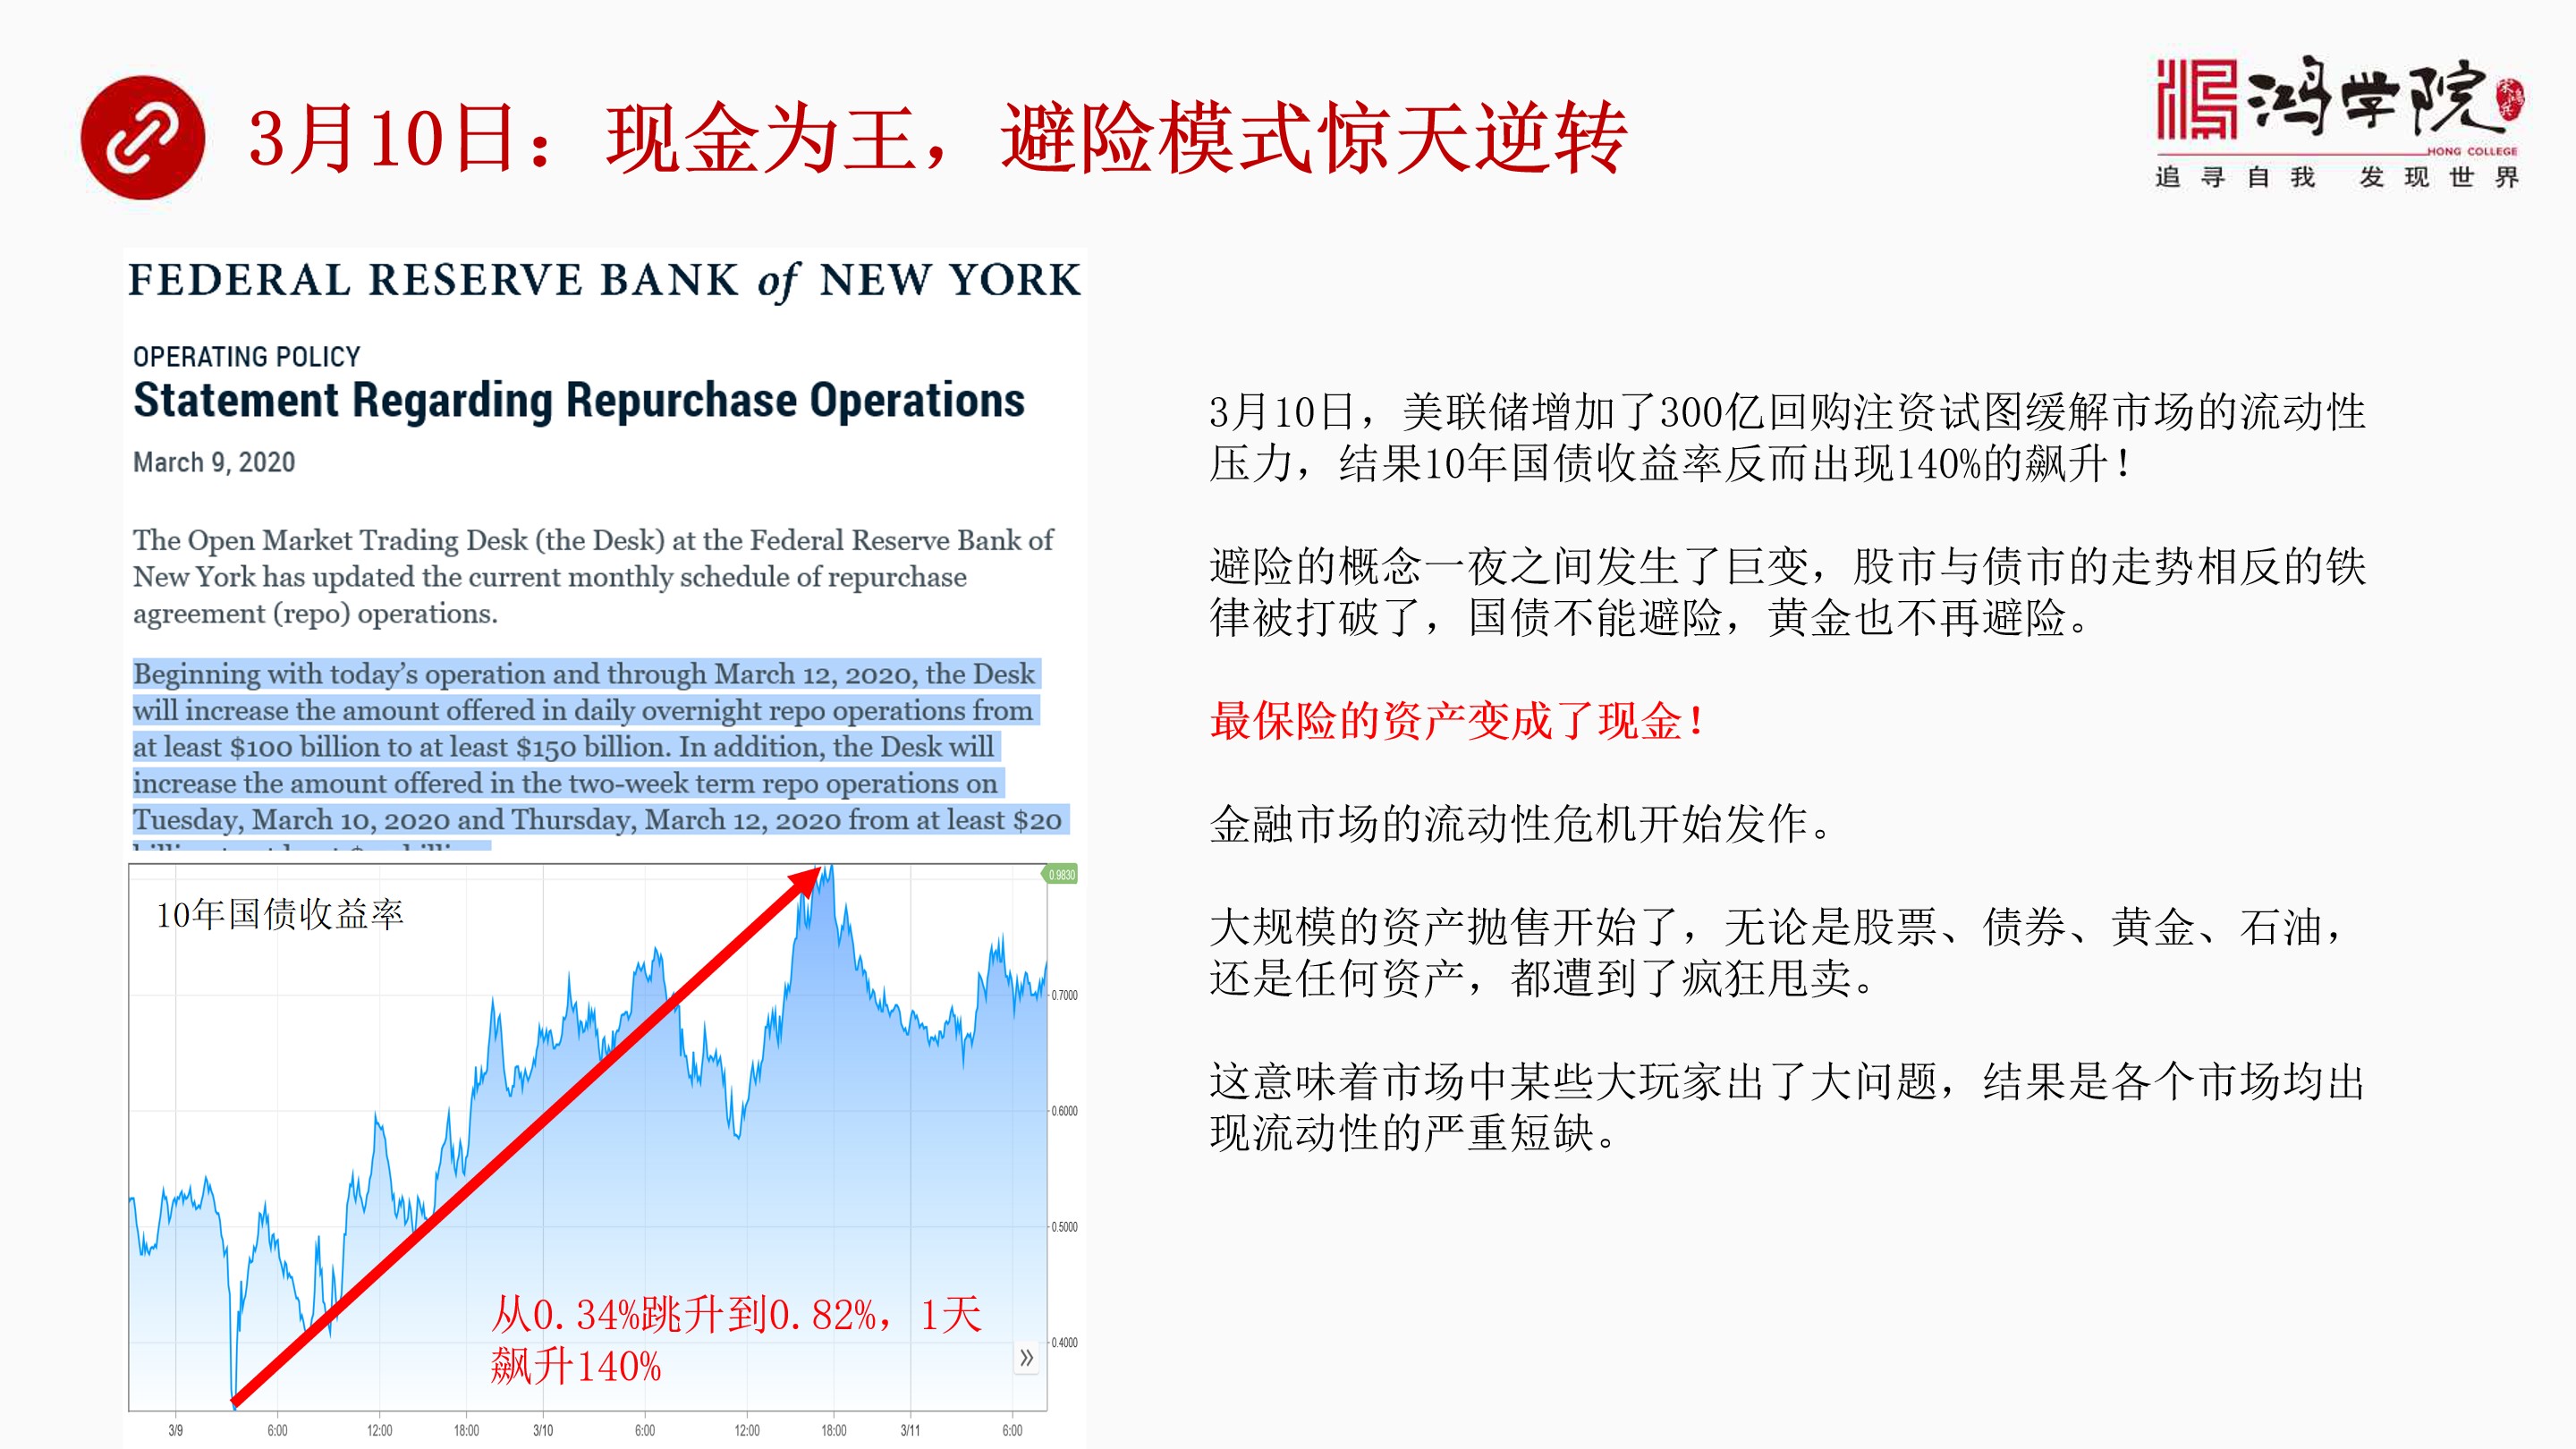 3月10日：现金为王，避险模式惊天逆转
鸿学院
HONG COLLEGE
追寻自我 发现世界
FEDERAL RESERVE BANK of NEW YORK
OPERATING POLICY
Statement Regarding Repurchase Operations
March 9, 2020
The Open Market Trading Desk (the Desk) at the Federal Reserve Bank of
New York has updated the current monthly schedule of repurchase
agreement (repo) operations.
Beginning with today’s operation and through March 12, 2020, the Desk
will increase the amount offered in daily overnight repo operations from
at least $100 billion to at least $150 billion. In addition, the Desk will
increase the amount offered in the two-week term repo operations on
Tuesday, March 10, 2020 and Thursday, March 12, 2020 from at least $20
10年国债收益率
0.9830
0.7000
0.6000
0.5000
0.4000
从0.34%跳升到0.82%，1天
飙升140%
»
3/9 6:00 12:00 18:00 3/10 6:00 12:00 18:00 3/11 6:00
3月10日，美联储增加了300亿回购注资试图缓解市场的流动性
压力，结果10年国债收益率反而出现140%的飙升！
避险的概念一夜之间发生了巨变，股市与债市的走势相反的铁
律被打破了，国债不能避险，黄金也不再避险。
最保险的资产变成了现金！
金融市场的流动性危机开始发作。
大规模的资产抛售开始了，无论是股票、债券、黄金、石油，
还是任何资产，都遭到了疯狂甩卖。
这意味着市场中某些大玩家出了大问题，结果是各个市场均出
现流动性的严重短缺。